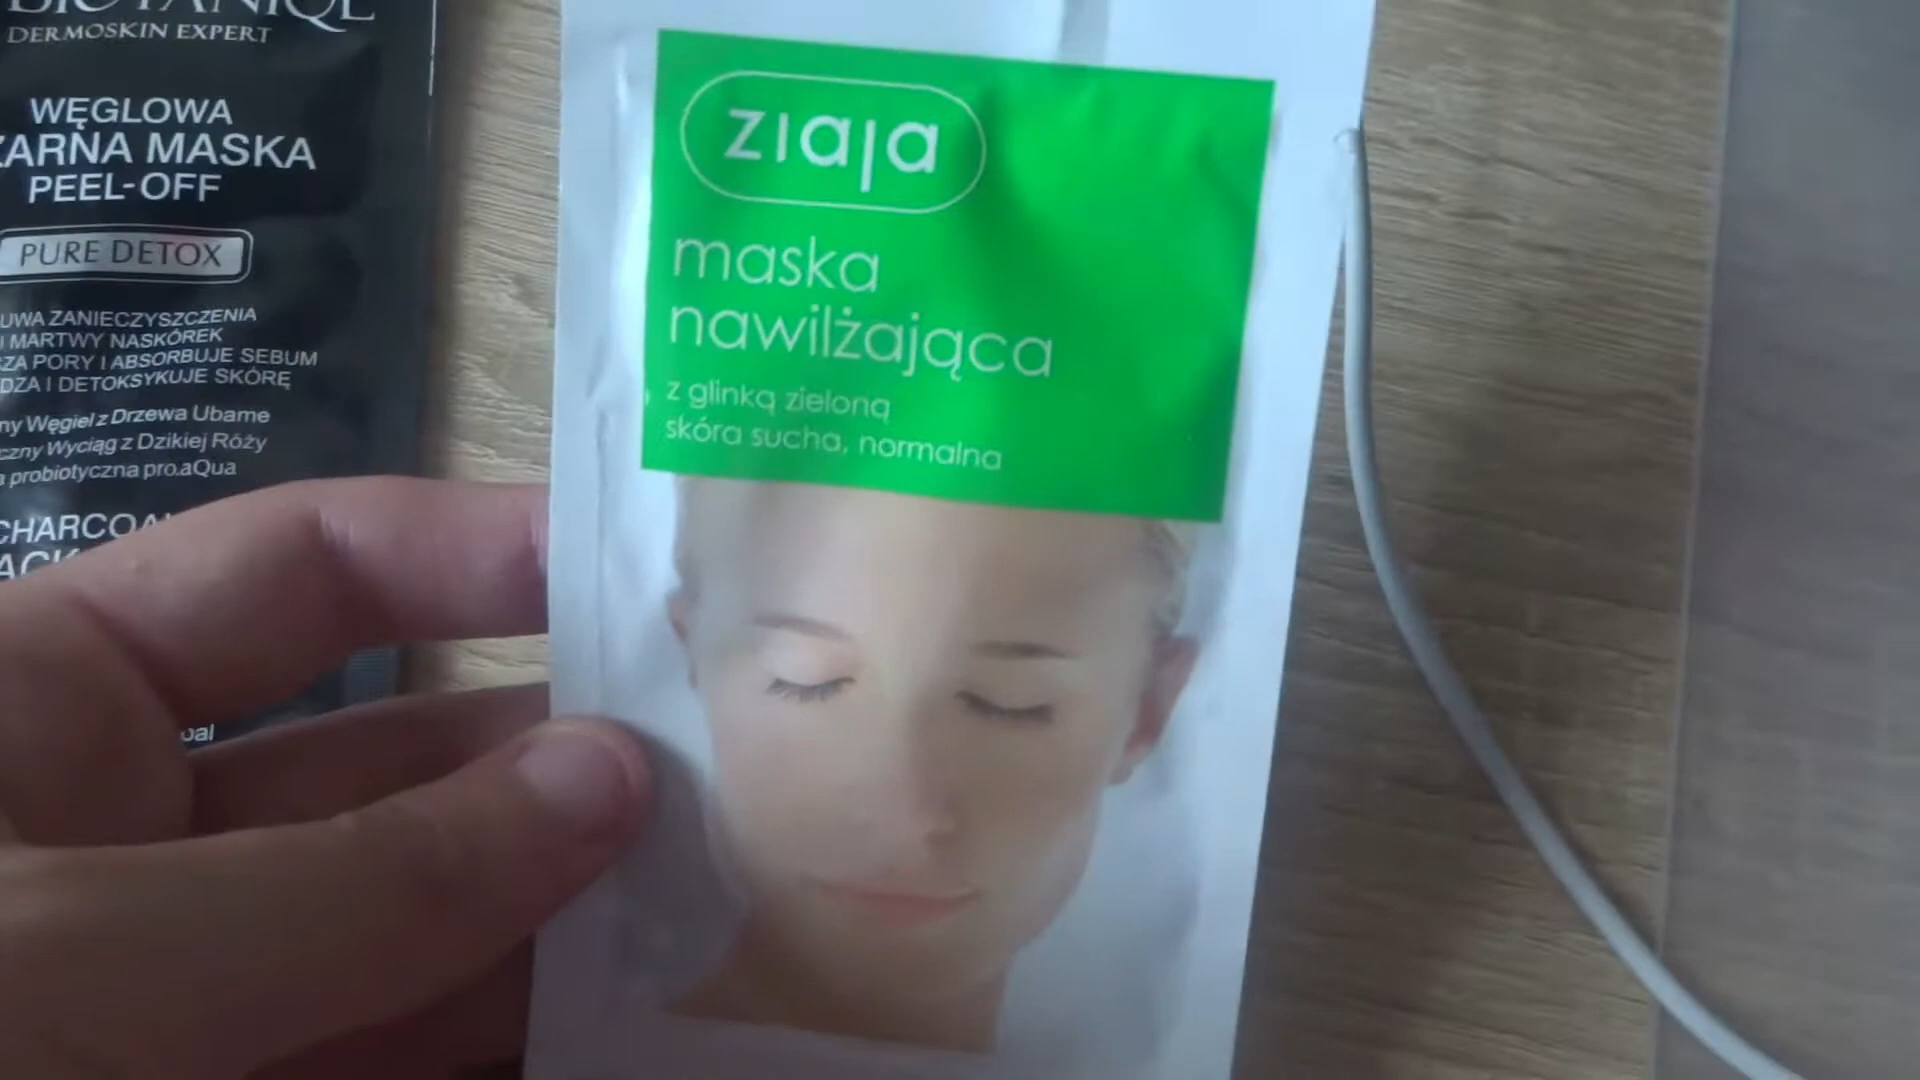 DERMOSKIN EXPERT
WĘGLOWA
MASKA
PEEL-OFF
PURE DETOX
ZANIECZYSZCZENIA
I MARTWY NASKÓREK
PORY I ABSORBUJE SEBUM
I DETOKSYKUJE SKÓRĘ
Węgiel z Drzewa Ubame
Wyciąg z Dzikiej Róży
probiotyczna pro.aQua
ziaja
maska
nawilżająca
z glinką zieloną
skóra sucha, normalna